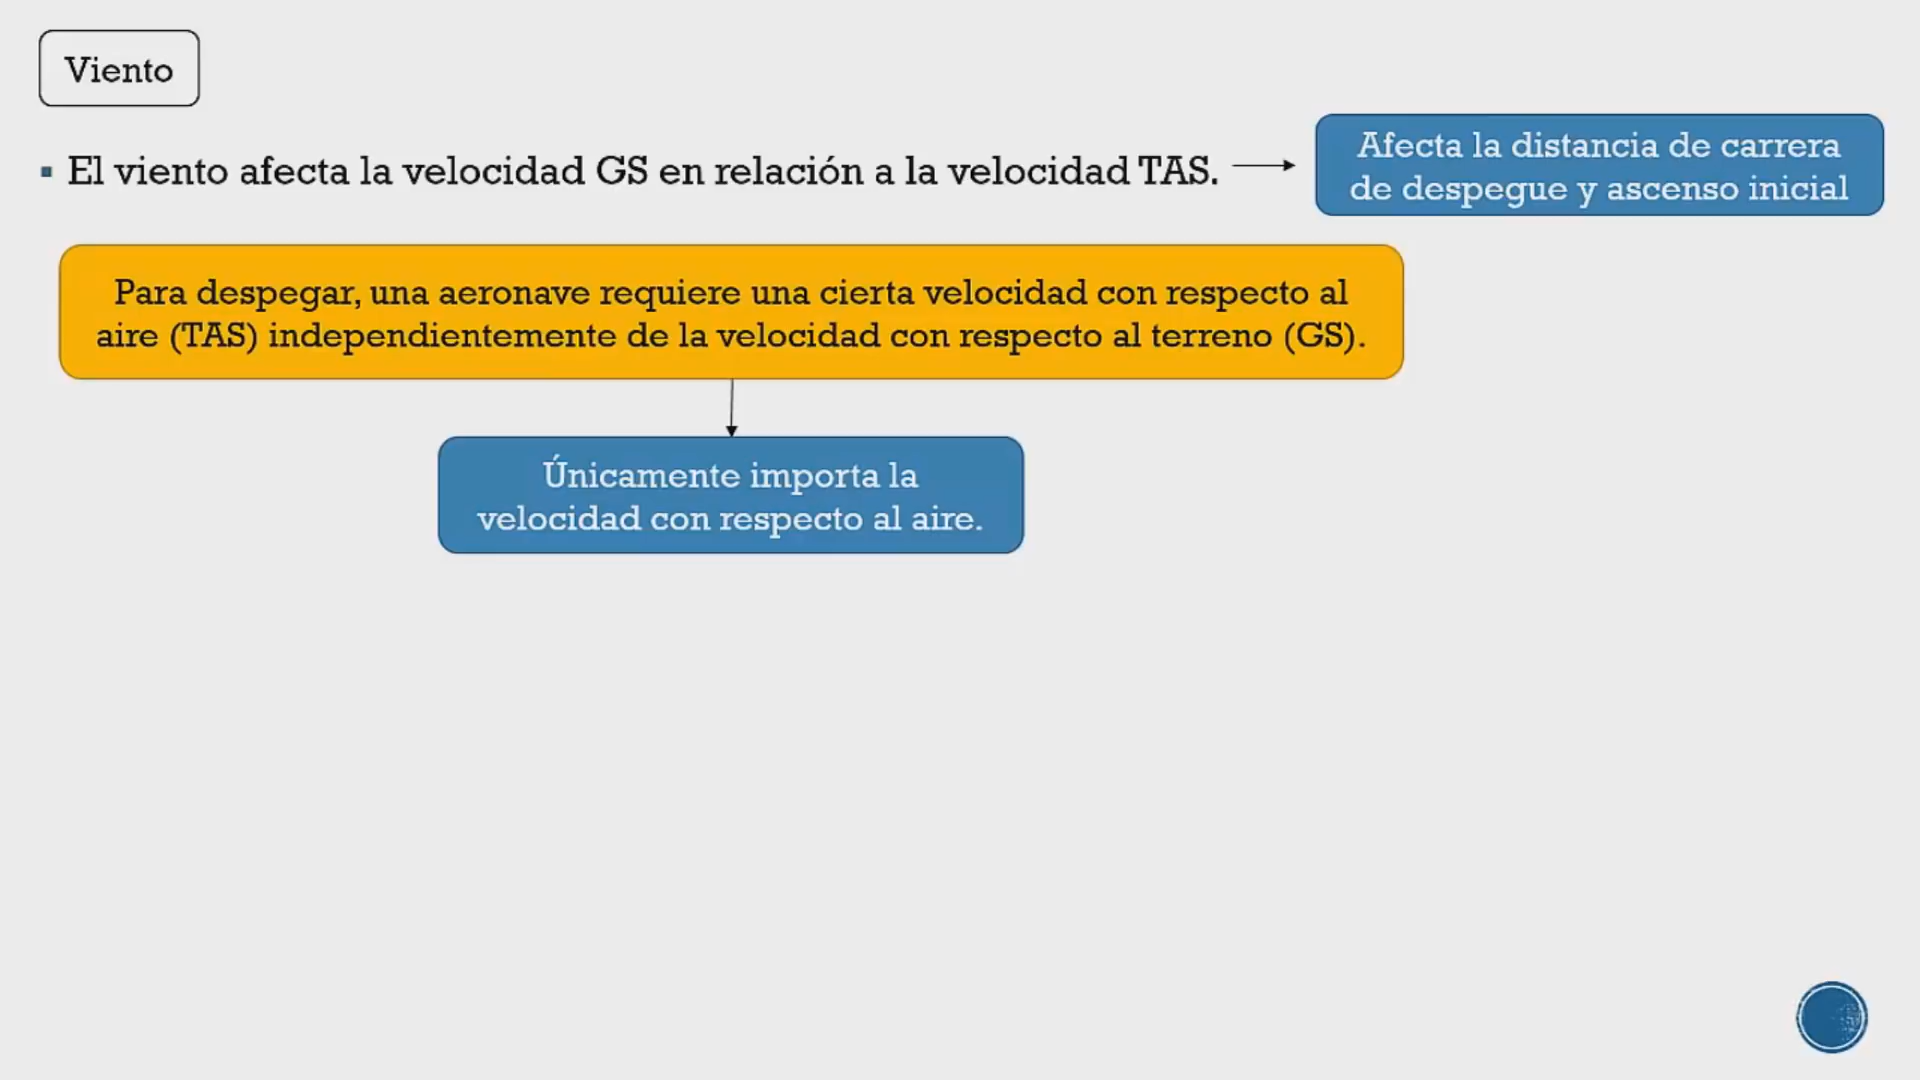 Viento
El viento afecta la velocidad GS en relación a la velocidad TAS.
Afecta la distancia de carrera
de despegue y ascenso inicial
Para despegar, una aeronave requiere una cierta velocidad con respecto al
aire (TAS) independientemente de la velocidad con respecto al terreno (GS).
Únicamente importa la
velocidad con respecto al aire.